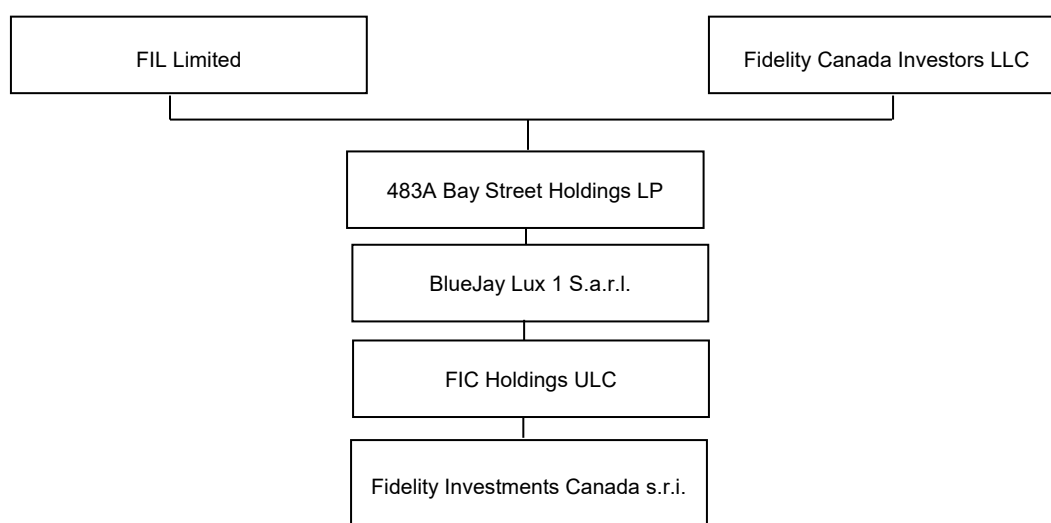 FIL Limited
Fidelity Canada Investors LLC
483A Bay Street Holdings LP
BlueJay Lux 1 S.a.r.l.
FIC Holdings ULC
Fidelity Investments Canada s.r.i.